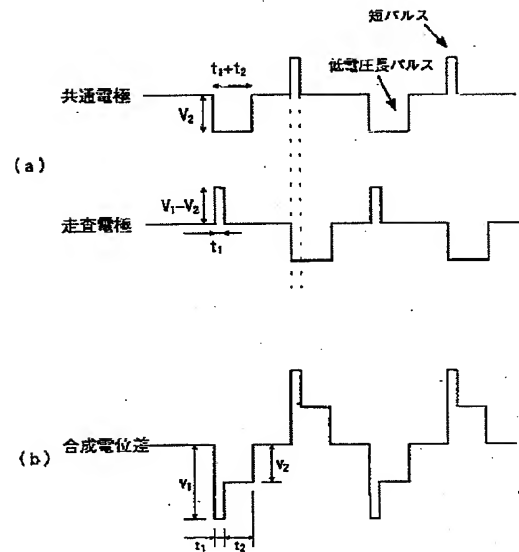 短パルス
t₁+t₂
低電圧長パルス
共通電極
V₂
(a)
V₁−V₂
走査電極
t₁
合成電位差
(b)
V₁
V₂
t₁
t₂